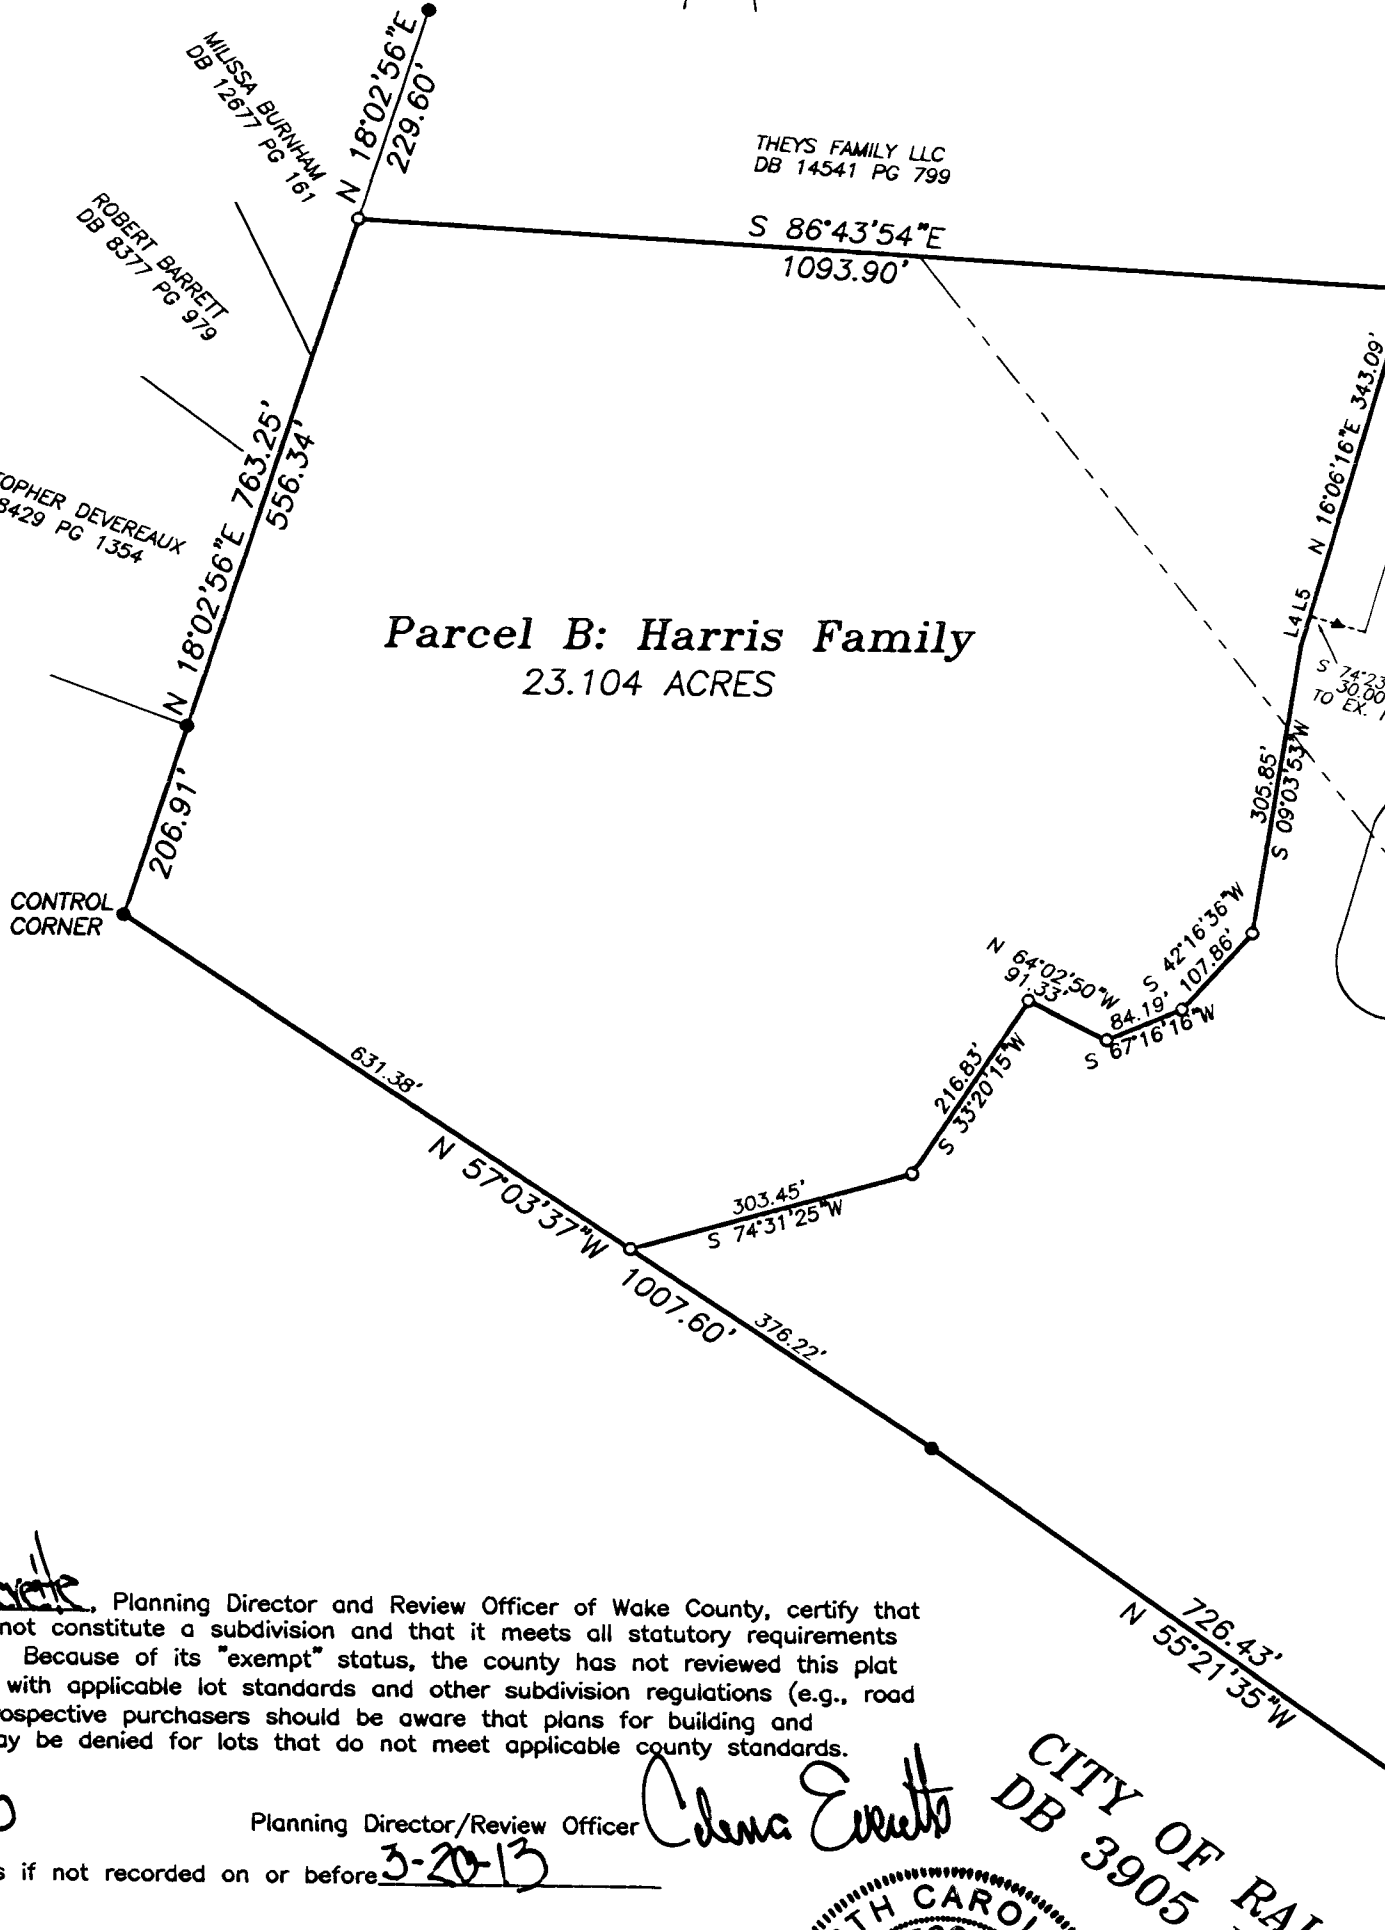 N 18°02'56"E
229.60'
MILISSA BURNHAM
DB 12677 PG 161
THEYS FAMILY LLC
DB 14541 PG 799
S 86°43'54"E
1093.90'
ROBERT BARRETT
DB 8377 PG 979
N 18°02'56"E 763.25'
556.34'
N 16°06'16"E 343.09'
OPHER DEVEREAUX
8429 PG 1354
L4 L5
Parcel B: Harris Family
23.104 ACRES
S 74°23
30.00
TO EX.
305.85'
S 09°03'53"W
206.91'
CONTROL
CORNER
S 42°16'36"W
107.86'
N 64°02'50"W
91.33'
84.19'
S 67°16'16"W
216.83'
S 33°20'15"W
631.38'
N 57°03'37"W
1007.60'
303.45'
S 74°31'25"W
376.22'
726.43'
N 55°21'35"W
, Planning Director and Review Officer of Wake County, certify that
not constitute a subdivision and that it meets all statutory requirements
Because of its "exempt" status, the county has not reviewed this plat
with applicable lot standards and other subdivision regulations (e.g., road
ospective purchasers should be aware that plans for building and
ay be denied for lots that do not meet applicable county standards.
Planning Director/Review Officer
s if not recorded on or before 3-20-13
CITY OF RAL
DB 3905
TH CAROL